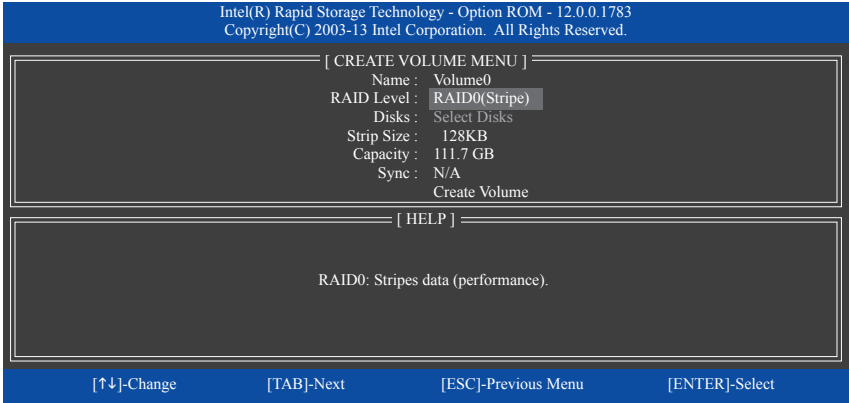 Intel(R) Rapid Storage Technology - Option ROM - 12.0.0.1783
Copyright(C) 2003-13 Intel Corporation. All Rights Reserved.
[ CREATE VOLUME MENU ]
Name : Volume0
RAID Level : RAID0(Stripe)
Disks : Select Disks
Strip Size : 128KB
Capacity : 111.7 GB
Sync : N/A
Create Volume
[ HELP ]
RAID0: Stripes data (performance).
[↑↓]-Change [TAB]-Next [ESC]-Previous Menu [ENTER]-Select